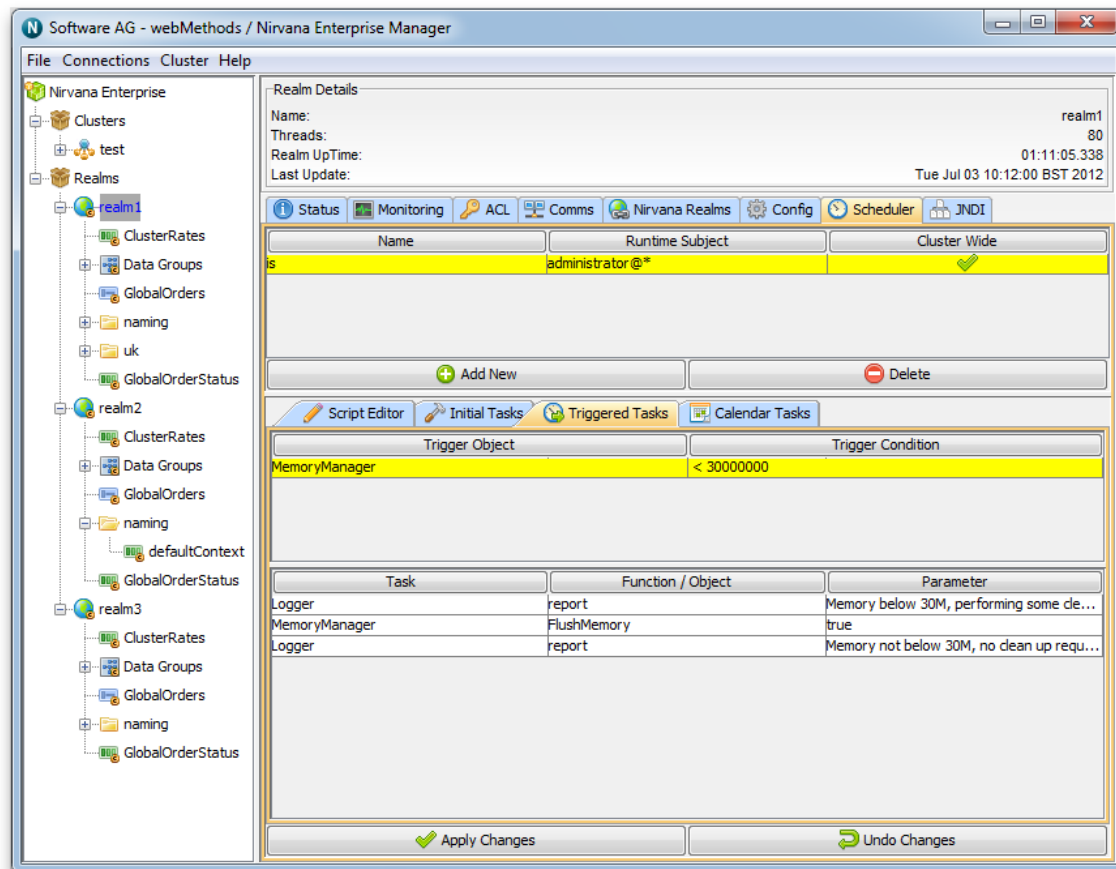 Software AG - webMethods / Nirvana Enterprise Manager
File Connections Cluster Help
Nirvana Enterprise
Clusters
test
Realms
realm1
ClusterRates
Data Groups
GlobalOrders
naming
uk
GlobalOrderStatus
realm2
ClusterRates
Data Groups
GlobalOrders
naming
defaultContext
GlobalOrderStatus
realm3
ClusterRates
Data Groups
GlobalOrders
naming
GlobalOrderStatus
Realm Details
Name: realm1
Threads: 80
Realm UpTime: 01:11:05.338
Last Update: Tue Jul 03 10:12:00 BST 2012
Status Monitoring ACL Comms Nirvana Realms Config Scheduler JNDI
Name Runtime Subject Cluster Wide
is administrator@*
Add New Delete
Script Editor Initial Tasks Triggered Tasks Calendar Tasks
Trigger Object Trigger Condition
MemoryManager < 30000000
Task Function / Object Parameter
Logger report Memory below 30M, performing some cle...
MemoryManager FlushMemory true
Logger report Memory not below 30M, no clean up requ...
Apply Changes Undo Changes